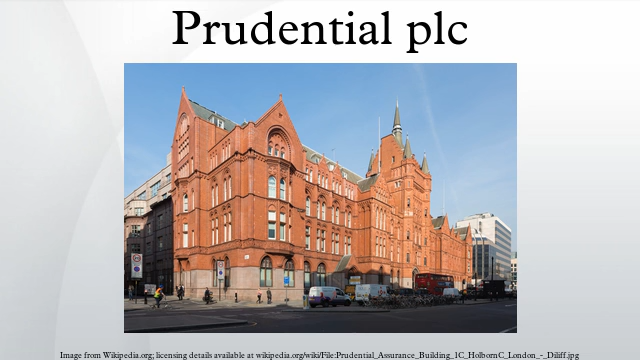 Prudential plc
Image from Wikipedia.org; licensing details available at wikipedia.org/wiki/File:Prudential_Assurance_Building_1C_HolbornC_London_-_Diliff.jpg